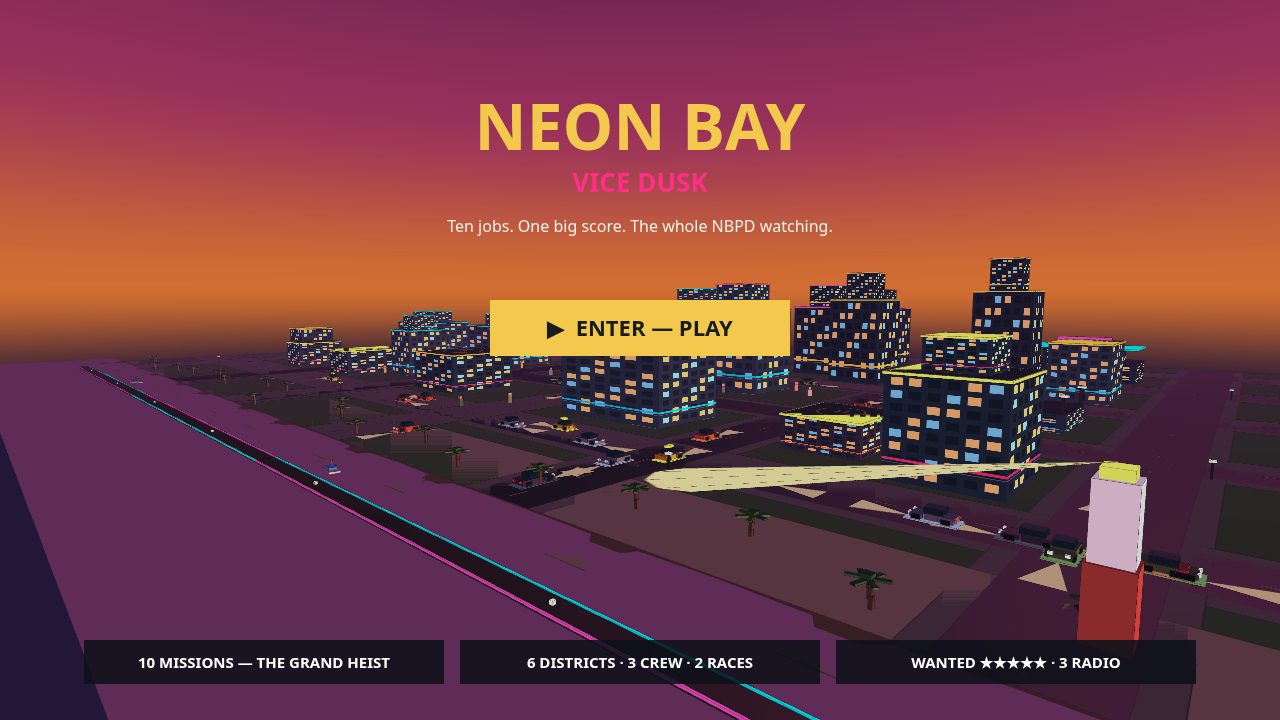 NEON BAY
VICE DUSK
Ten jobs. One big score. The whole NBPD watching.
▶ ENTER — PLAY
10 MISSIONS — THE GRAND HEIST
6 DISTRICTS · 3 CREW · 2 RACES
WANTED ★★★★★ · 3 RADIO